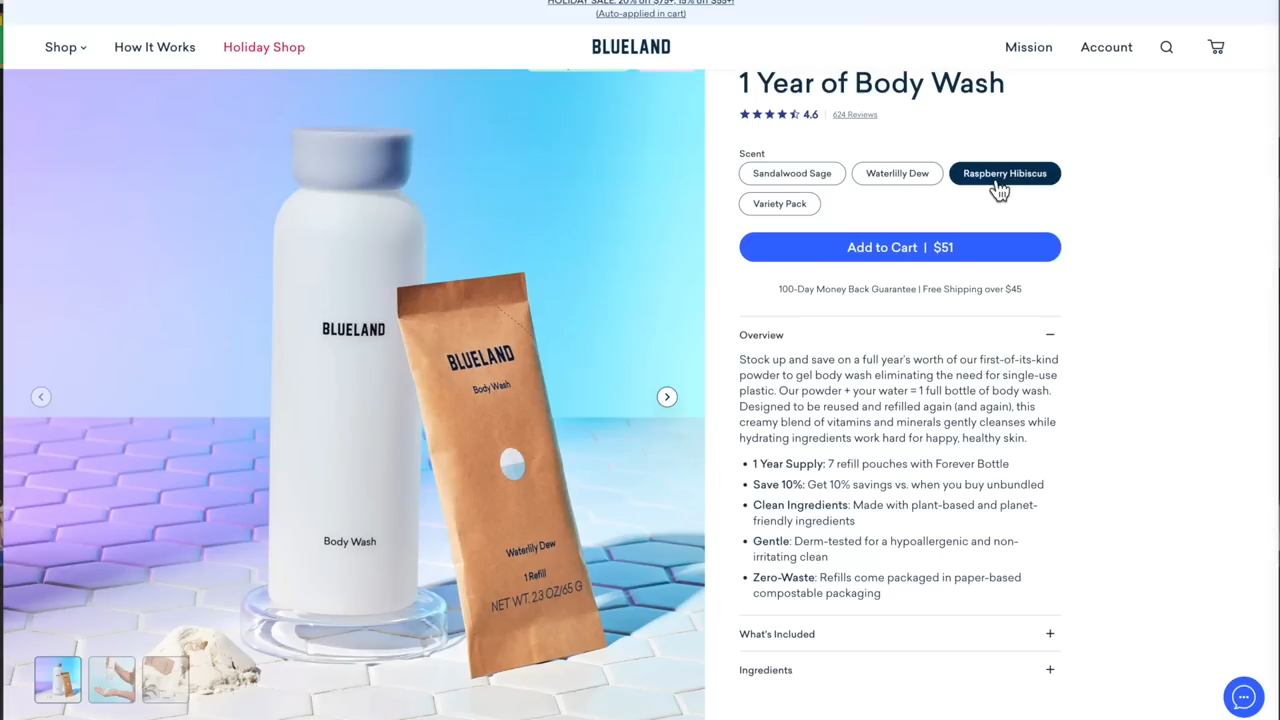 HOLIDAY SALE: 20% off $75+, 15% off $55+!
(Auto-applied in cart)
Shop
How It Works
Holiday Shop
BLUELAND
Mission
Account
1 Year of Body Wash
4.6
624 Reviews
Scent
Sandalwood Sage
Waterlilly Dew
Raspberry Hibiscus
Variety Pack
Add to Cart | $51
100-Day Money Back Guarantee | Free Shipping over $45
Overview
Stock up and save on a full year's worth of our first-of-its-kind
powder to gel body wash eliminating the need for single-use
plastic. Our powder + your water = 1 full bottle of body wash.
Designed to be reused and refilled again (and again), this
creamy blend of vitamins and minerals gently cleanses while
hydrating ingredients work hard for happy, healthy skin.
• 1 Year Supply: 7 refill pouches with Forever Bottle
• Save 10%: Get 10% savings vs. when you buy unbundled
• Clean Ingredients: Made with plant-based and planet-
friendly ingredients
• Gentle: Derm-tested for a hypoallergenic and non-
irritating clean
• Zero-Waste: Refills come packaged in paper-based
compostable packaging
What's Included
Ingredients
BLUELAND
Body Wash
BLUELAND
Body Wash
Waterlily Dew
1 Refill
NET WT. 2.3 OZ/65 G